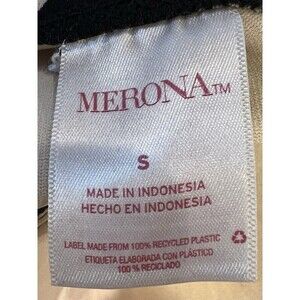 MERONA™
S
MADE IN INDONESIA
HECHO EN INDONESIA
LABEL MADE FROM 100% RECYCLED PLASTIC
ETIQUETA ELABORADA CON PLÁSTICO
100% RECICLADO